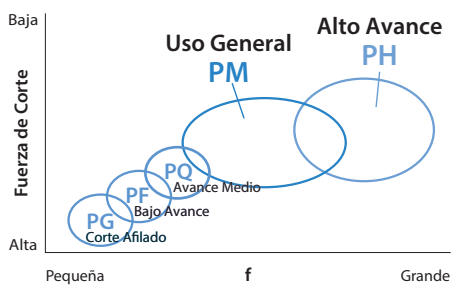 Baja
Alto Avance
Uso General
PH
PM
Fuerza de Corte
PQ
Avance Medio
PF
Bajo Avance
PG
Corte Afilado
Alta
Pequeña
f
Grande